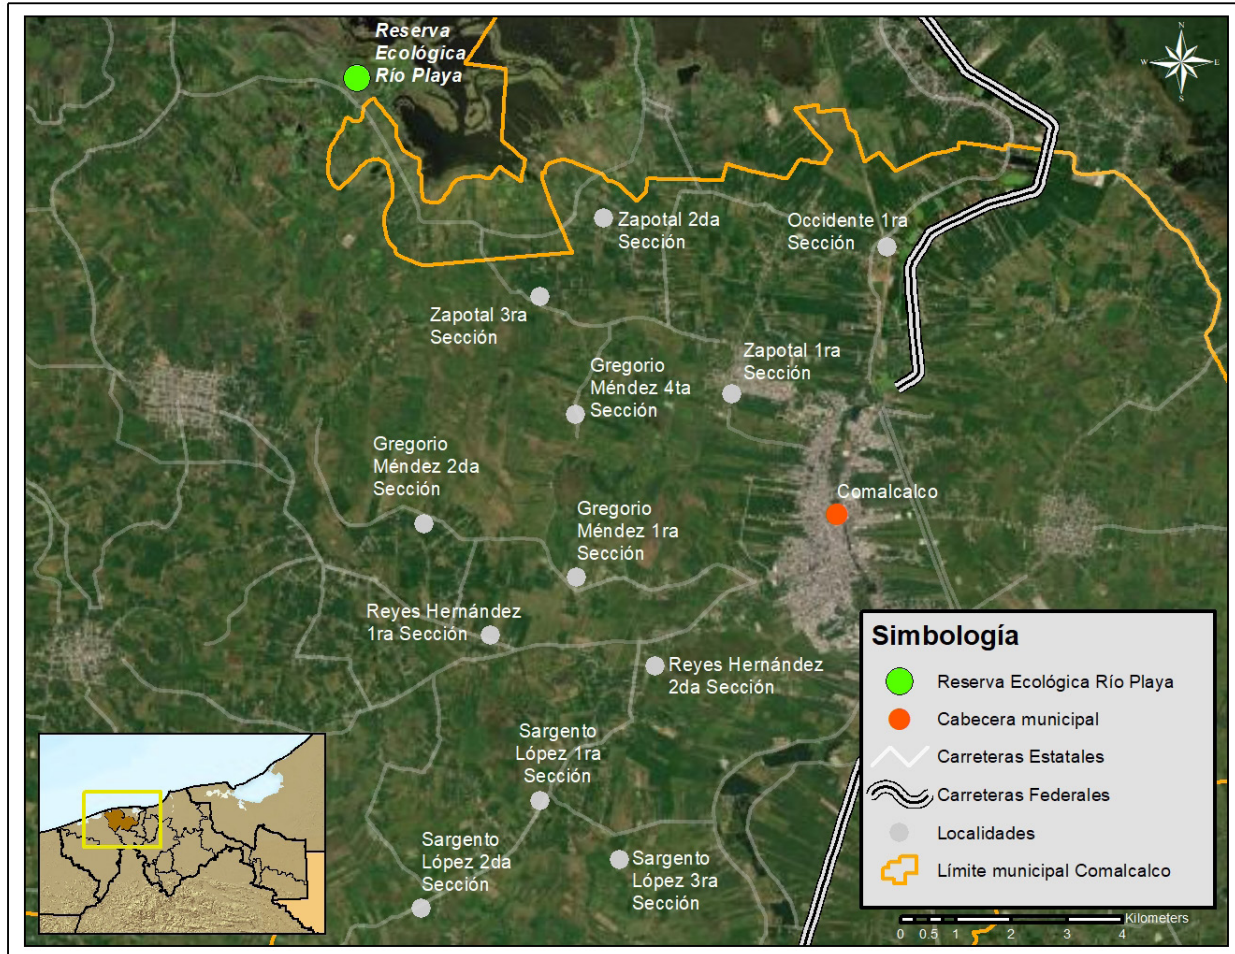 Reserva
Ecológica
Río Playa
N
W
E
S
Zapotal 2da
Sección
Occidente 1ra
Sección
Zapotal 3ra
Sección
Zapotal 1ra
Sección
Gregorio
Méndez 4ta
Sección
Gregorio
Méndez 2da
Sección
Comalcalco
Gregorio
Méndez 1ra
Sección
Reyes Hernández
1ra Sección
Reyes Hernández
2da Sección
Sargento
López 1ra
Sección
Sargento
López 2da
Sección
Sargento
López 3ra
Sección
Simbología
Reserva Ecológica Río Playa
Cabecera municipal
Carreteras Estatales
Carreteras Federales
Localidades
Límite municipal Comalcalco
Kilometers
0 0.5 1 2 3 4